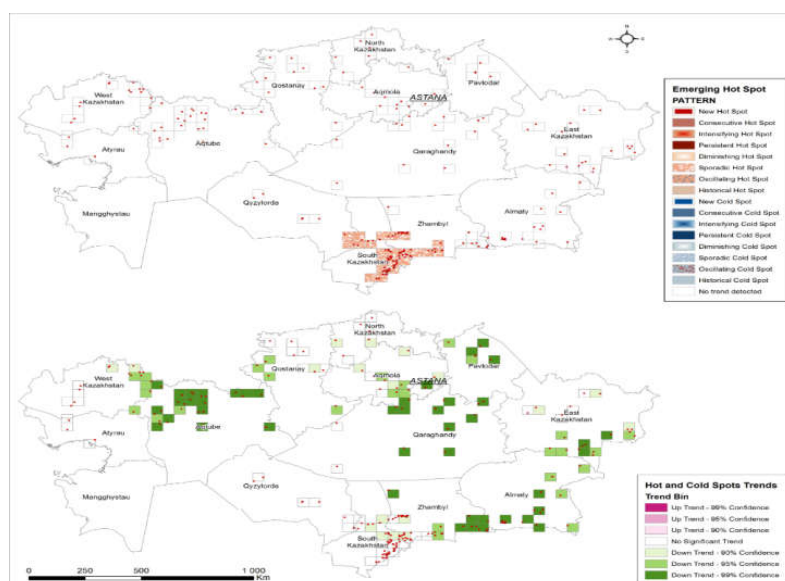 N
North
Kazakhstan
Qostanay
Aqmola
ASTANA
Pavlodar
West
Kazakhstan
Aqtobe
Atyrau
East
Kazakhstan
Qaraghandy
Mangghystau
Qyzylorda
Zhambyl
Almaty
South
Kazakhstan
Emerging Hot Spot
PATTERN
New Hot Spot
Consecutive Hot Spot
Intensifying Hot Spot
Persistent Hot Spot
Diminishing Hot Spot
Sporadic Hot Spot
Oscillating Hot Spot
Historical Hot Spot
New Cold Spot
Consecutive Cold Spot
Intensifying Cold Spot
Persistent Cold Spot
Diminishing Cold Spot
Sporadic Cold Spot
Oscillating Cold Spot
Historical Cold Spot
No trend detected
North
Kazakhstan
Qostanay
Aqmola
ASTANA
Pavlodar
West
Kazakhstan
Aqtobe
Atyrau
East
Kazakhstan
Qaraghandy
Mangghystau
Qyzylorda
Zhambyl
Almaty
South
Kazakhstan
Hot and Cold Spots Trends
Trend Bin
Up Trend - 99% Confidence
Up Trend - 95% Confidence
Up Trend - 90% Confidence
No Significant Trend
Down Trend - 90% Confidence
Down Trend - 95% Confidence
Down Trend - 99% Confidence
0 250 500 1 000
Km